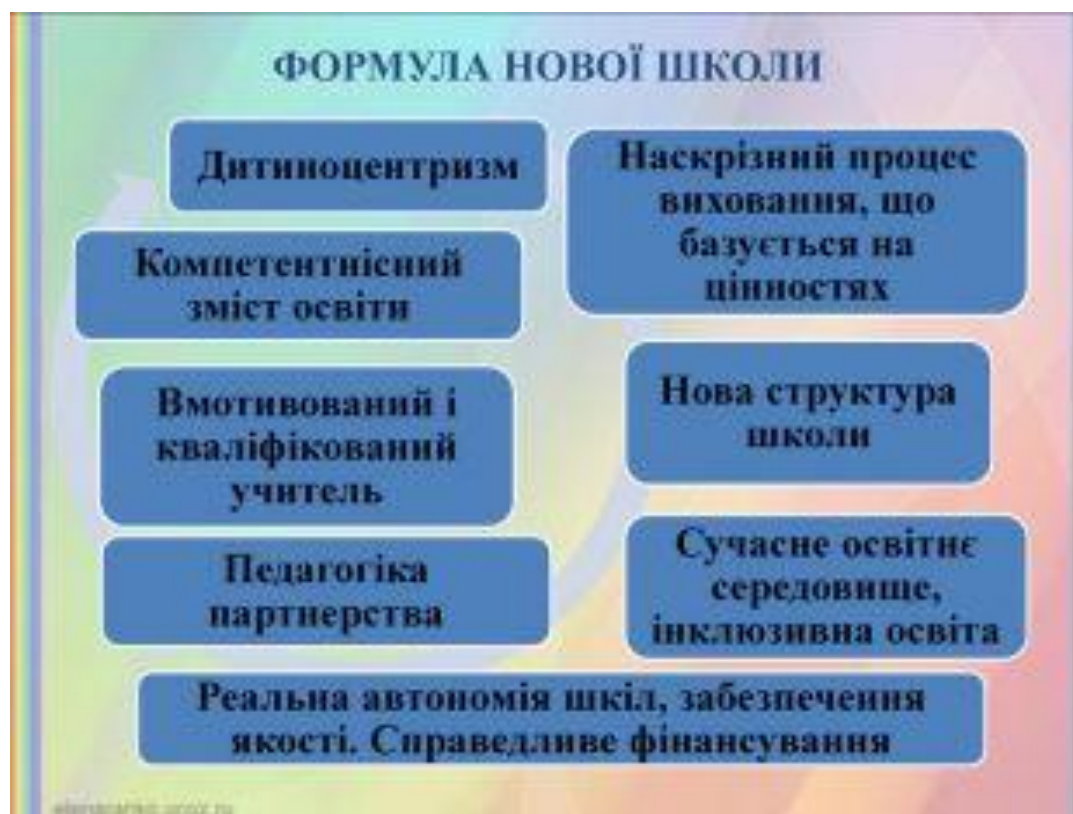 ФОРМУЛА НОВОЇ ШКОЛИ
Дитиноцентризм
Наскрізний процес
виховання, що
базується на
цінностях
Компетентнісний
зміст освіти
Нова структура
школи
Вмотивований і
кваліфікований
учитель
Сучасне освітнє
середовище,
інклюзивна освіта
Педагогіка
партнерства
Реальна автономія шкіл, забезпечення
якості. Справедливе фінансування